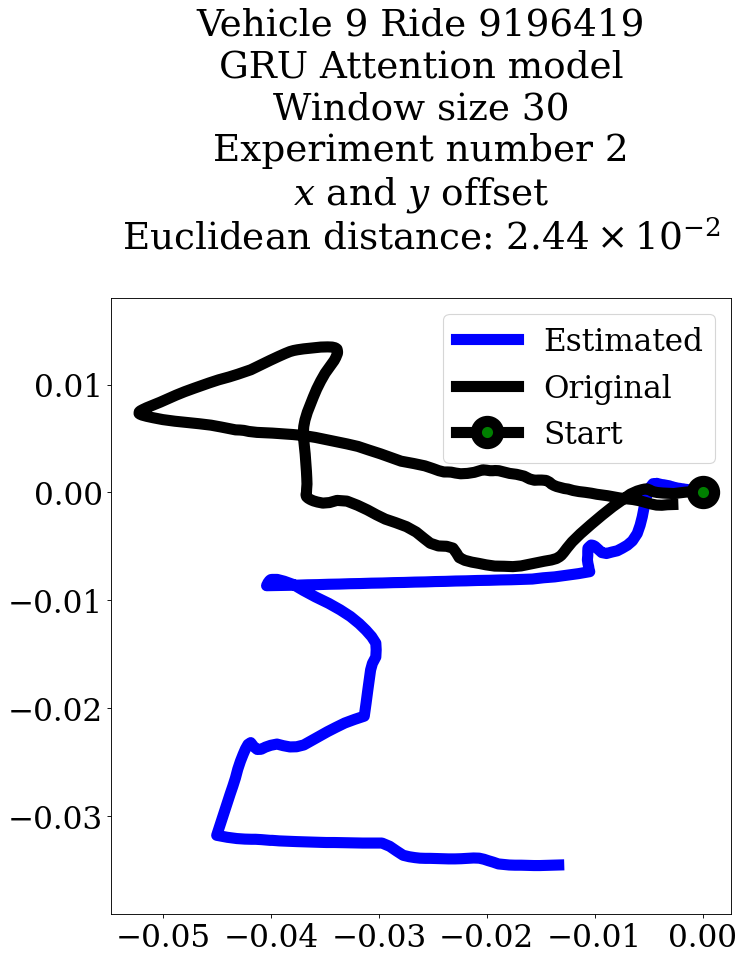 Vehicle 9 Ride 9196419
GRU Attention model
Window size 30
Experiment number 2
x and y offset
Euclidean distance: 2.44 × 10⁻²
Estimated
Original
Start
0.01
0.00
−0.01
−0.02
−0.03
−0.05 −0.04 −0.03 −0.02 −0.01 0.00